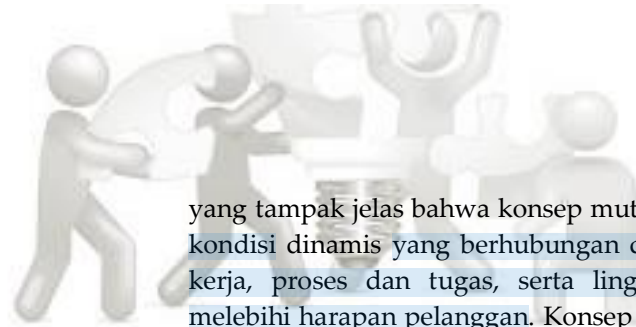 yang tampak jelas bahwa konsep mut
kondisi dinamis yang berhubungan d
kerja, proses dan tugas, serta ling
melebihi harapan pelanggan. Konsep